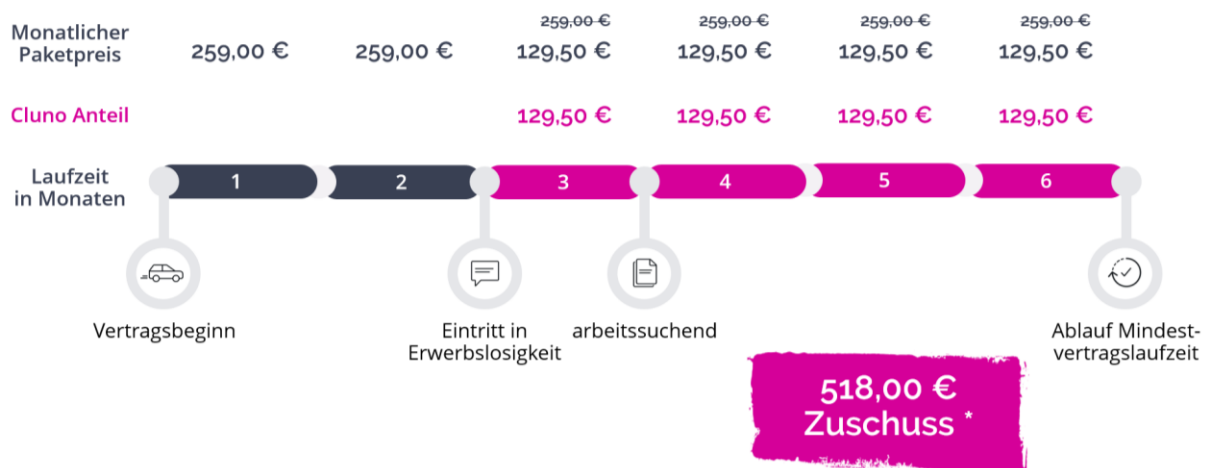 259,00 € 259,00 € 259,00 € 259,00 €
Monatlicher
Paketpreis 259,00 € 259,00 € 129,50 € 129,50 € 129,50 € 129,50 €
Cluno Anteil 129,50 € 129,50 € 129,50 € 129,50 €
Laufzeit
in Monaten 1 2 3 4 5 6
Vertragsbeginn
Eintritt in
Erwerbslosigkeit
arbeitssuchend
Ablauf Mindest-
vertragslaufzeit
518,00 €
Zuschuss *